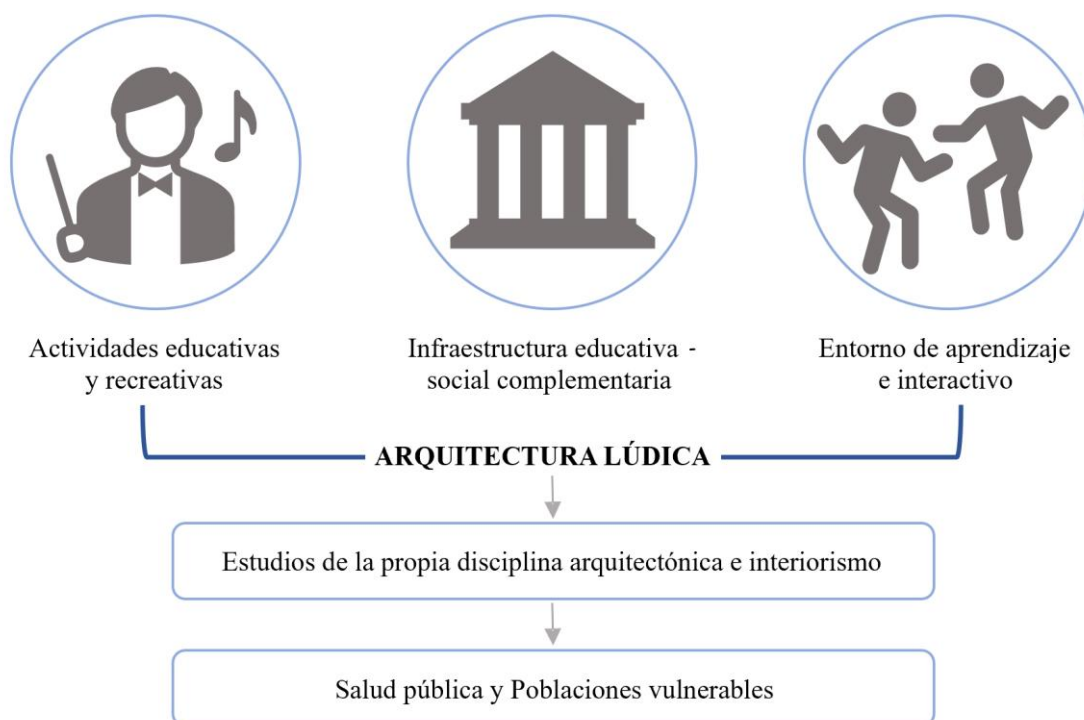 Actividades educativas
y recreativas
Infraestructura educativa -
social complementaria
Entorno de aprendizaje
e interactivo
ARQUITECTURA LÚDICA
Estudios de la propia disciplina arquitectónica e interiorismo
Salud pública y Poblaciones vulnerables